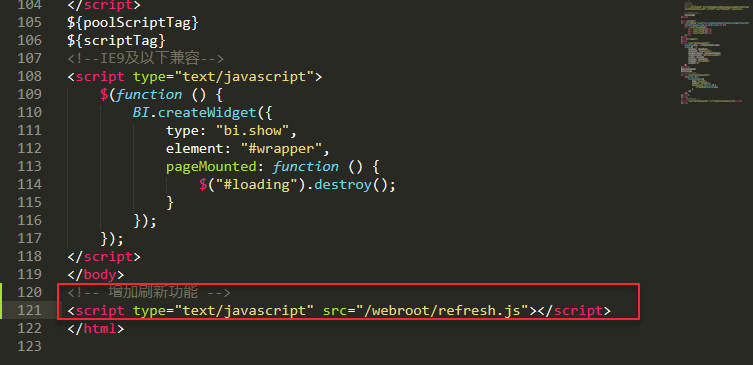 104 </script>
105 ${poolScriptTag}
106 ${scriptTag}
107 <!--IE9及以下兼容-->
108 <script type="text/javascript">
109     $(function () {
110         BI.createWidget({
111             type: "bi.show",
112             element: "#wrapper",
113             pageMounted: function () {
114                 $("#loading").destroy();
115             }
116         });
117     });
118 </script>
119 </body>
120 <!-- 增加刷新功能 -->
121 <script type="text/javascript" src="/webroot/refresh.js"></script>
122 </html>
123